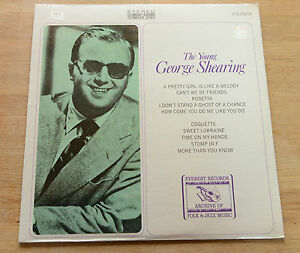 STEREO
The Young
George Shearing
A PRETTY GIRL IS LIKE A MELODY
CAN'T WE BE FRIENDS
ROSETTA
I DON'T STAND A GHOST OF A CHANCE
HOW COME YOU DO ME LIKE YOU DO
COQUETTE
SWEET LORRAINE
TIME ON MY HANDS
STOMP IN F
MORE THAN YOU KNOW
EVEREST RECORDS
ARCHIVE OF
FOLK & JAZZ MUSIC